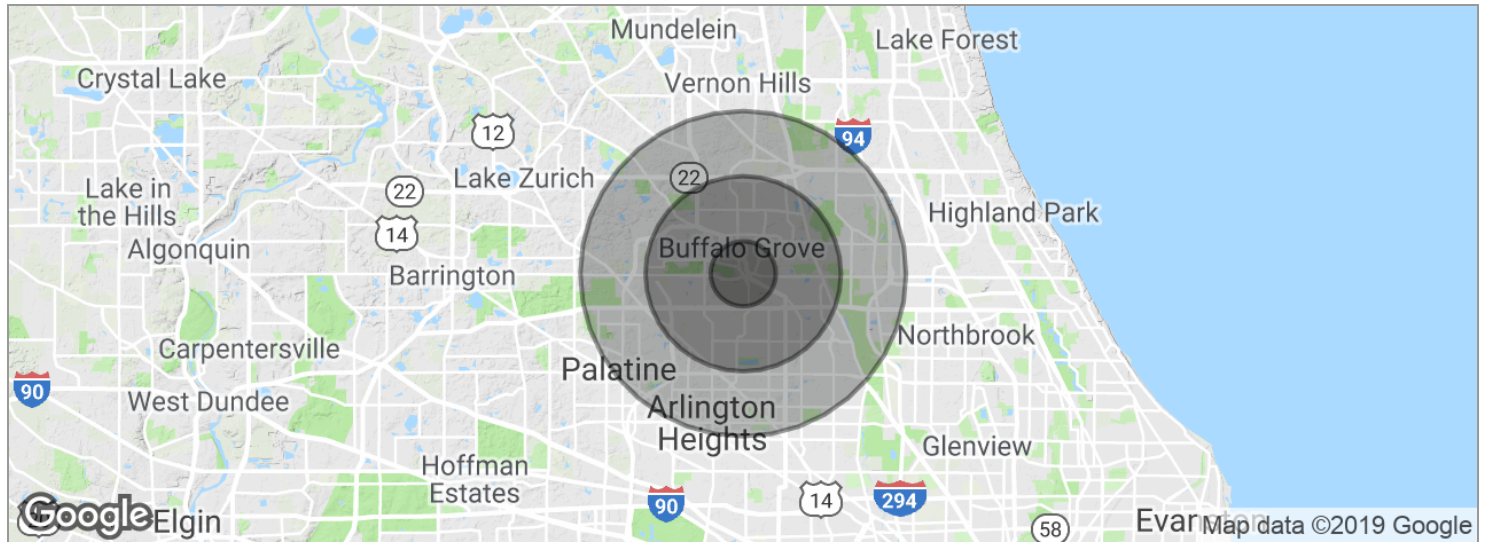 Mundelein
Lake Forest
Crystal Lake
Vernon Hills
12
94
Lake Zurich
22
22
Lake in
the Hills
Highland Park
14
Algonquin
Buffalo Grove
Barrington
Northbrook
Carpentersville
Palatine
90
West Dundee
Arlington
Heights
Glenview
Hoffman
Estates
90
14
294
Google
Elgin
58
Map data ©2019 Google